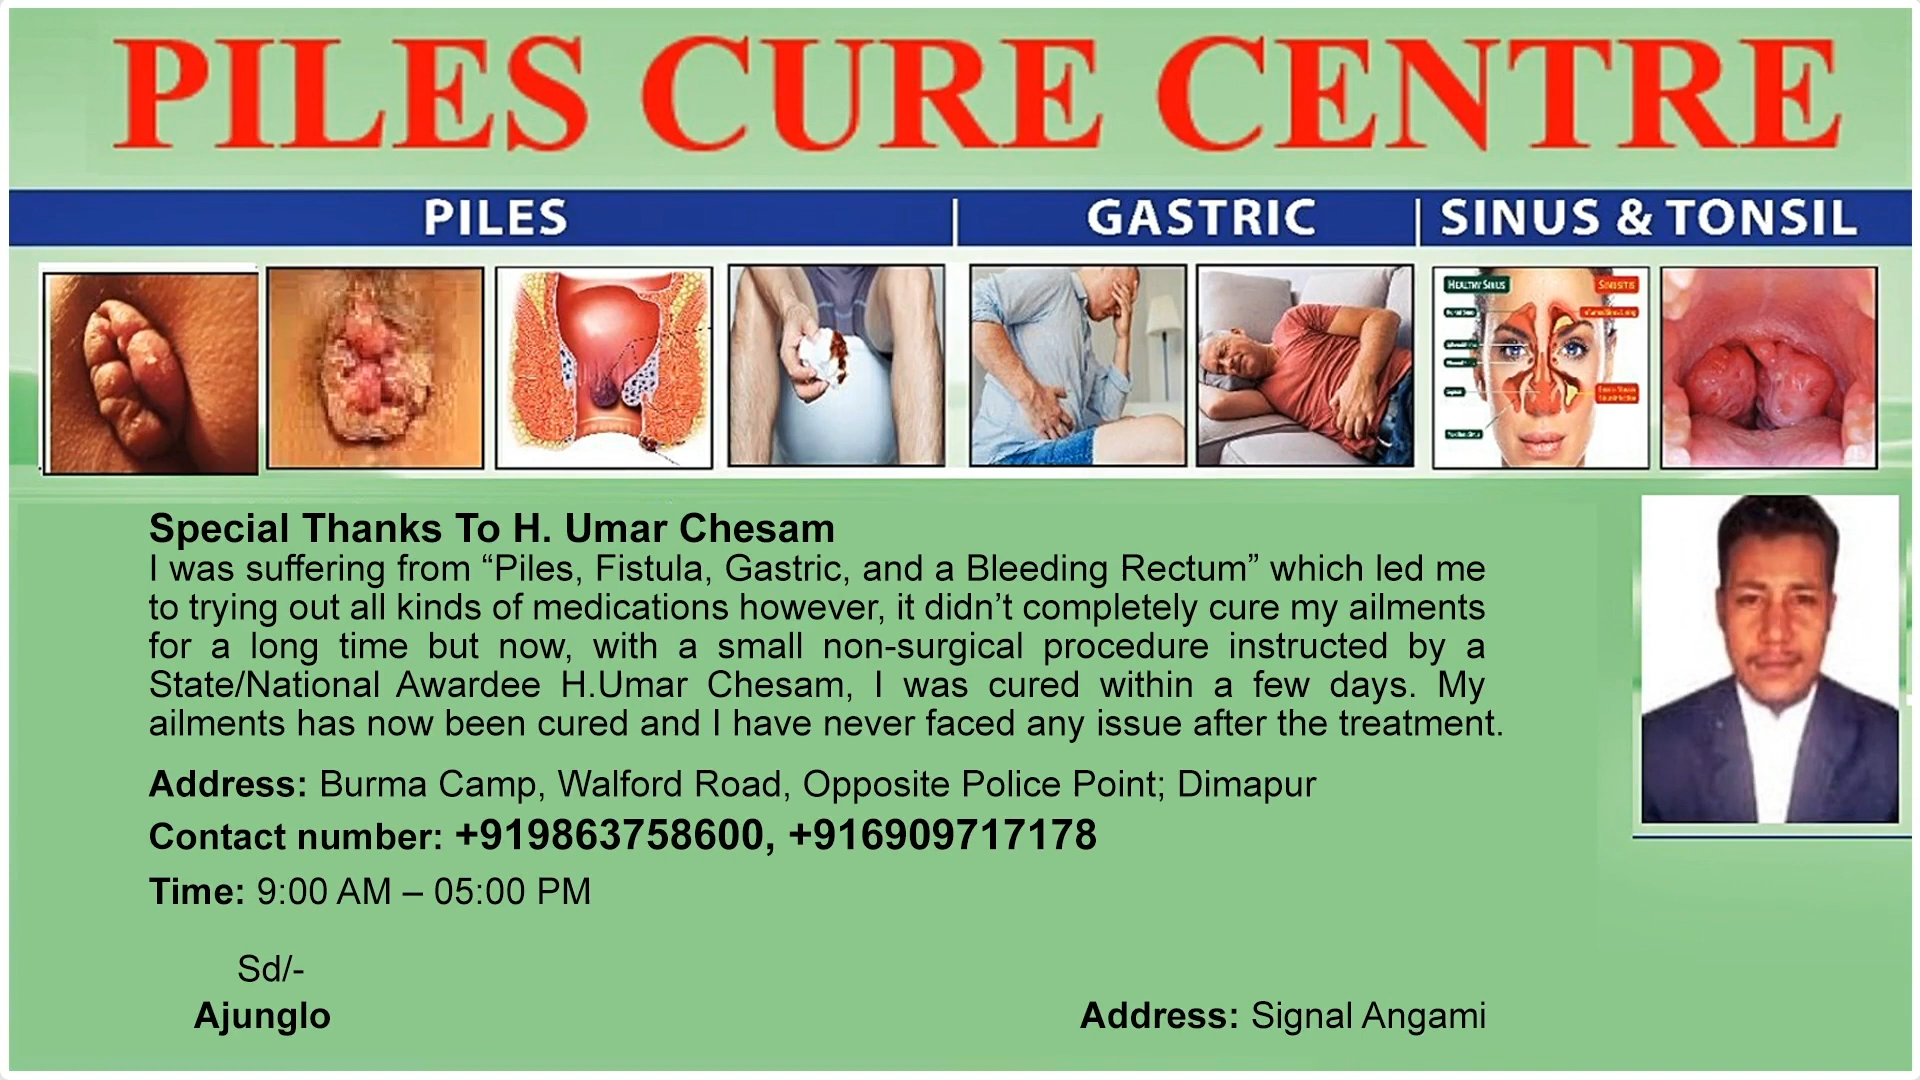 PILES CURE CENTRE
PILES | GASTRIC | SINUS & TONSIL
HEALTHY SINUS
SINUSITIS
Special Thanks To H. Umar Chesam
I was suffering from “Piles, Fistula, Gastric, and a Bleeding Rectum” which led me
to trying out all kinds of medications however, it didn’t completely cure my ailments
for a long time but now, with a small non-surgical procedure instructed by a
State/National Awardee H.Umar Chesam, I was cured within a few days. My
ailments has now been cured and I have never faced any issue after the treatment.
Address: Burma Camp, Walford Road, Opposite Police Point; Dimapur
Contact number: +919863758600, +916909717178
Time: 9:00 AM – 05:00 PM
Sd/-
Ajunglo
Address: Signal Angami